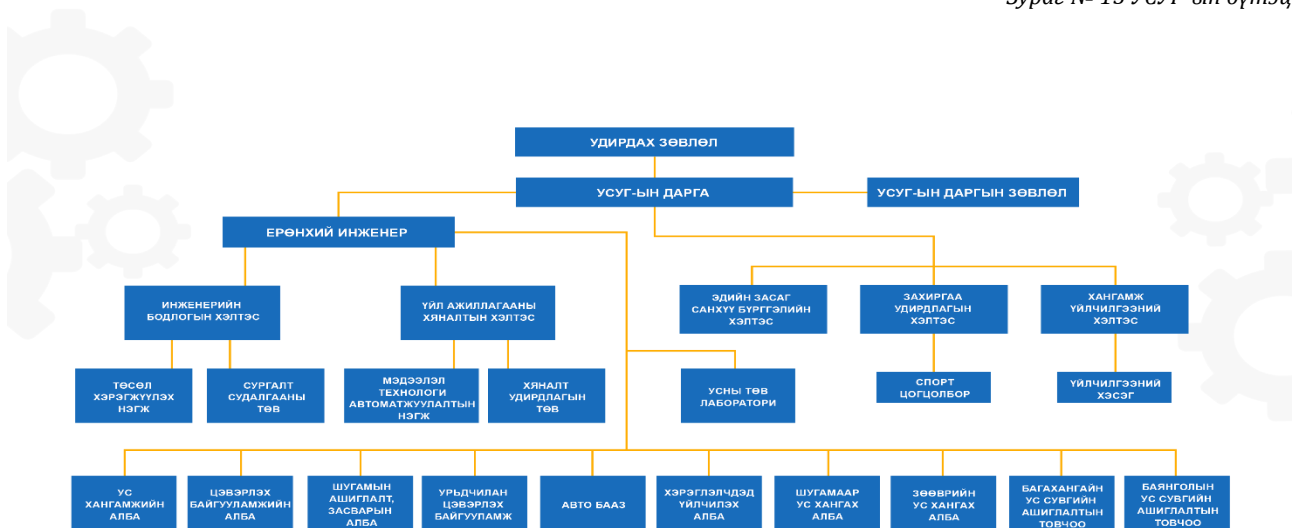 УДИРДАХ ЗӨВЛӨЛ
УСУГ-ЫН ДАРГА
УСУГ-ЫН ДАРГЫН ЗӨВЛӨЛ
ЕРӨНХИЙ ИНЖЕНЕР
ИНЖЕНЕРИЙН
БОДЛОГЫН ХЭЛТЭС
ҮЙЛ АЖИЛЛАГААНЫ
ХЯНАЛТЫН ХЭЛТЭС
ЭДИЙН ЗАСАГ
САНХҮҮ БҮРГГЭЛИЙН
ХЭЛТЭС
ЗАХИРГАА
УДИРДЛАГЫН
ХЭЛТЭС
ХАНГАМЖ
ҮЙЛЧИЛГЭЭНИЙ
ХЭЛТЭС
ТӨСӨЛ
ХЭРЭГЖҮҮЛЭХ
НЭГЖ
СУРГАЛТ
СУДАЛГААНЫ
ТӨВ
МЭДЭЭЛЭЛ
ТЕХНОЛОГИ
АВТОМАТЖУУЛАЛТЫН
НЭГЖ
ХЯНАЛТ
УДИРДЛАГЫН
ТӨВ
УСНЫ ТӨВ
ЛАБОРАТОРИ
СПОРТ
ЦОГЦОЛБОР
ҮЙЛЧИЛГЭЭНИЙ
ХЭСЭГ
УС
ХАНГАМЖИЙН
АЛБА
ЦЭВЭРЛЭХ
БАЙГУУЛАМЖИЙН
АЛБА
ШУГАМЫН
АШИГЛАЛТ,
ЗАСВАРЫН
АЛБА
УРЬДЧИЛАН
ЦЭВЭРЛЭХ
БАЙГУУЛАМЖ
АВТО БААЗ
ХЭРЭГЛЭЛЧДЭД
ҮЙЛЧИЛЭХ
АЛБА
ШУГАМААР
УС ХАНГАХ
АЛБА
ЗӨӨВРИЙН
УС ХАНГАХ
АЛБА
БАГАХАНГАЙН
УС СУВГИЙН
АШИГЛАЛТЫН
ТОВЧОО
БАЯНГОЛЫН
УС СУВГИЙН
АШИГЛАЛТЫН
ТОВЧОО